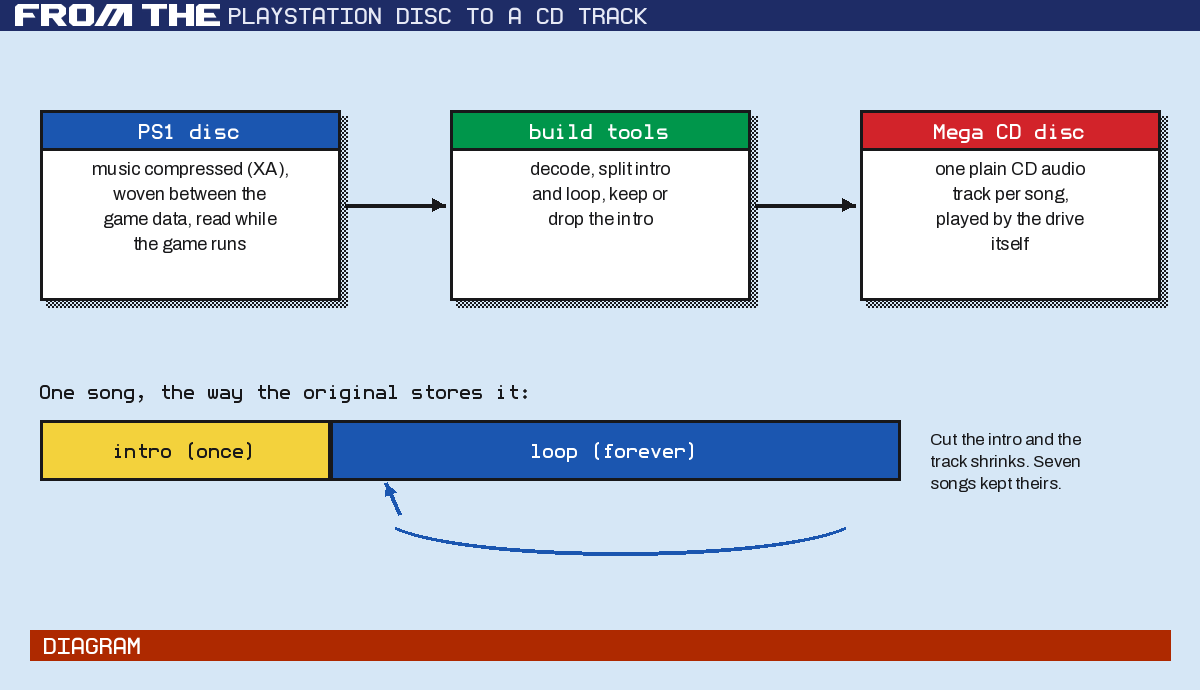 FROM THE PLAYSTATION DISC TO A CD TRACK
PS1 disc
music compressed (XA),
woven between the
game data, read while
the game runs
build tools
decode, split intro
and loop, keep or
drop the intro
Mega CD disc
one plain CD audio
track per song,
played by the drive
itself
One song, the way the original stores it:
intro (once)
loop (forever)
Cut the intro and the
track shrinks. Seven
songs kept theirs.
DIAGRAM